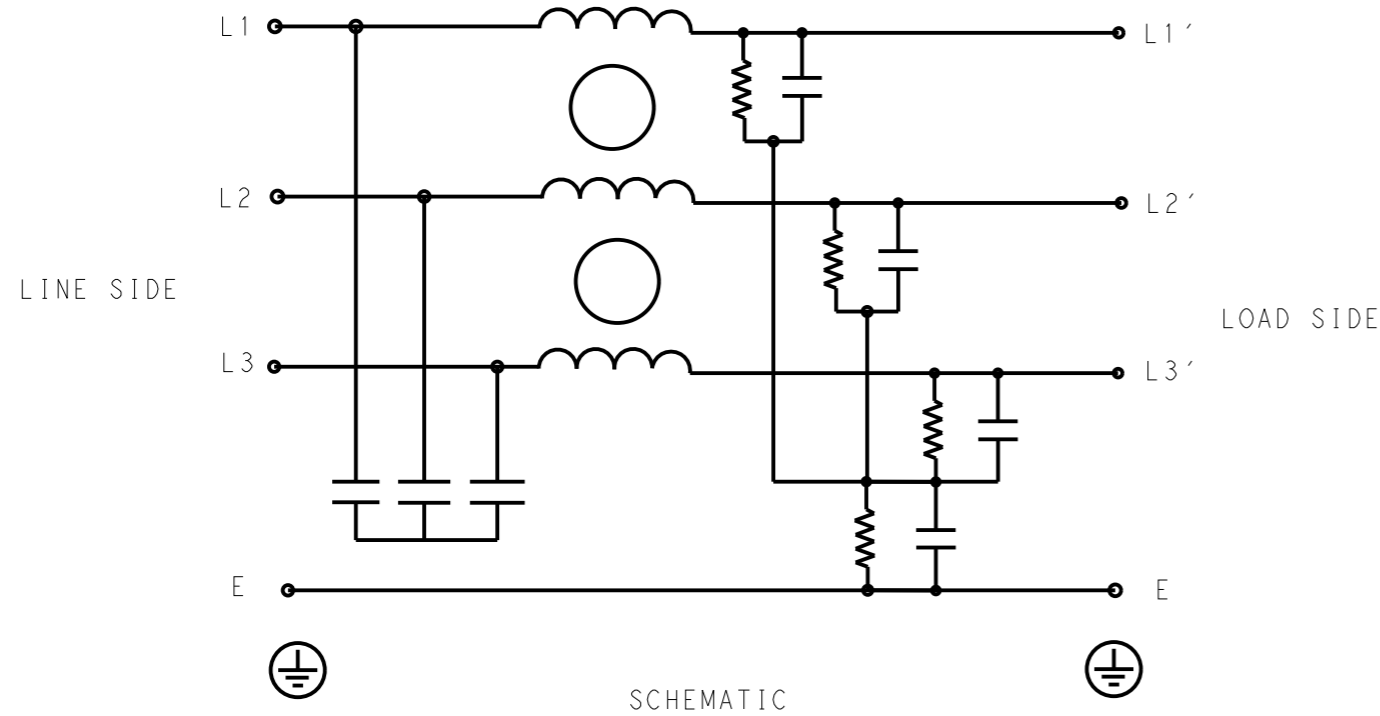 L1
L1´
L2
L2´
LINE SIDE
LOAD SIDE
L3
L3´
E
E
SCHEMATIC